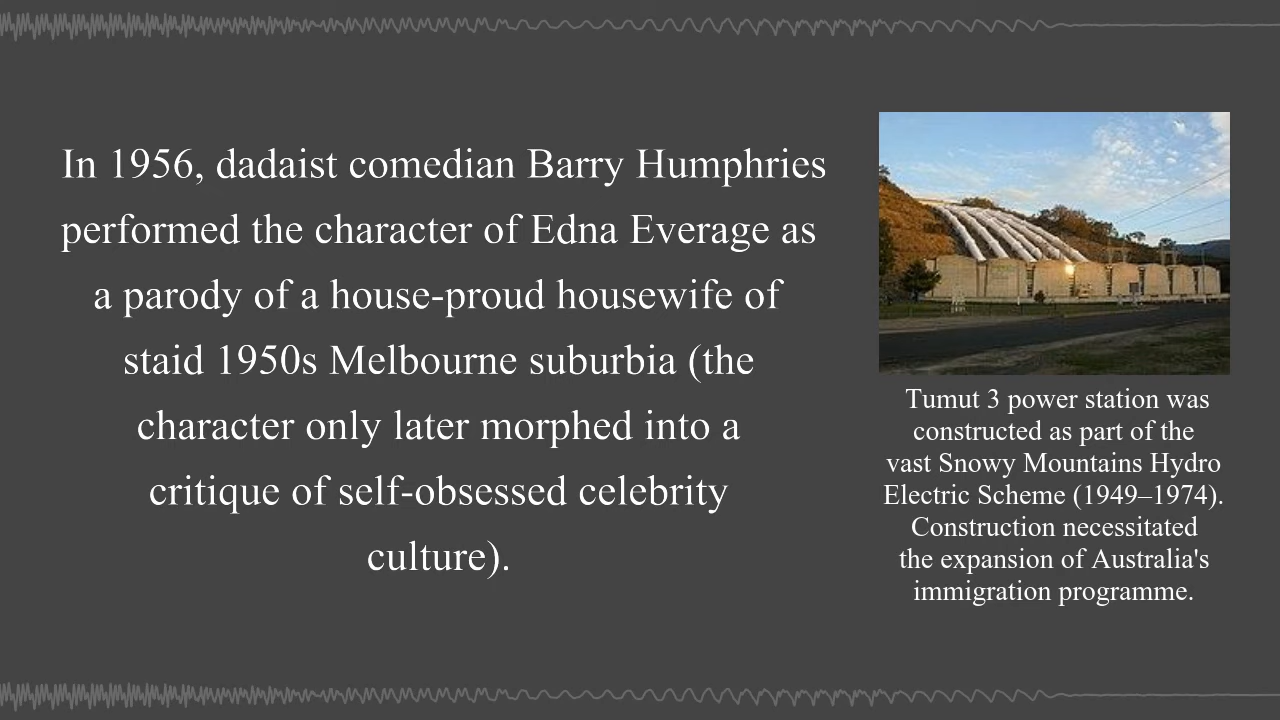 In 1956, dadaist comedian Barry Humphries
performed the character of Edna Everage as
a parody of a house-proud housewife of
staid 1950s Melbourne suburbia (the
character only later morphed into a
critique of self-obsessed celebrity
culture).
Tumut 3 power station was
constructed as part of the
vast Snowy Mountains Hydro
Electric Scheme (1949–1974).
Construction necessitated
the expansion of Australia's
immigration programme.